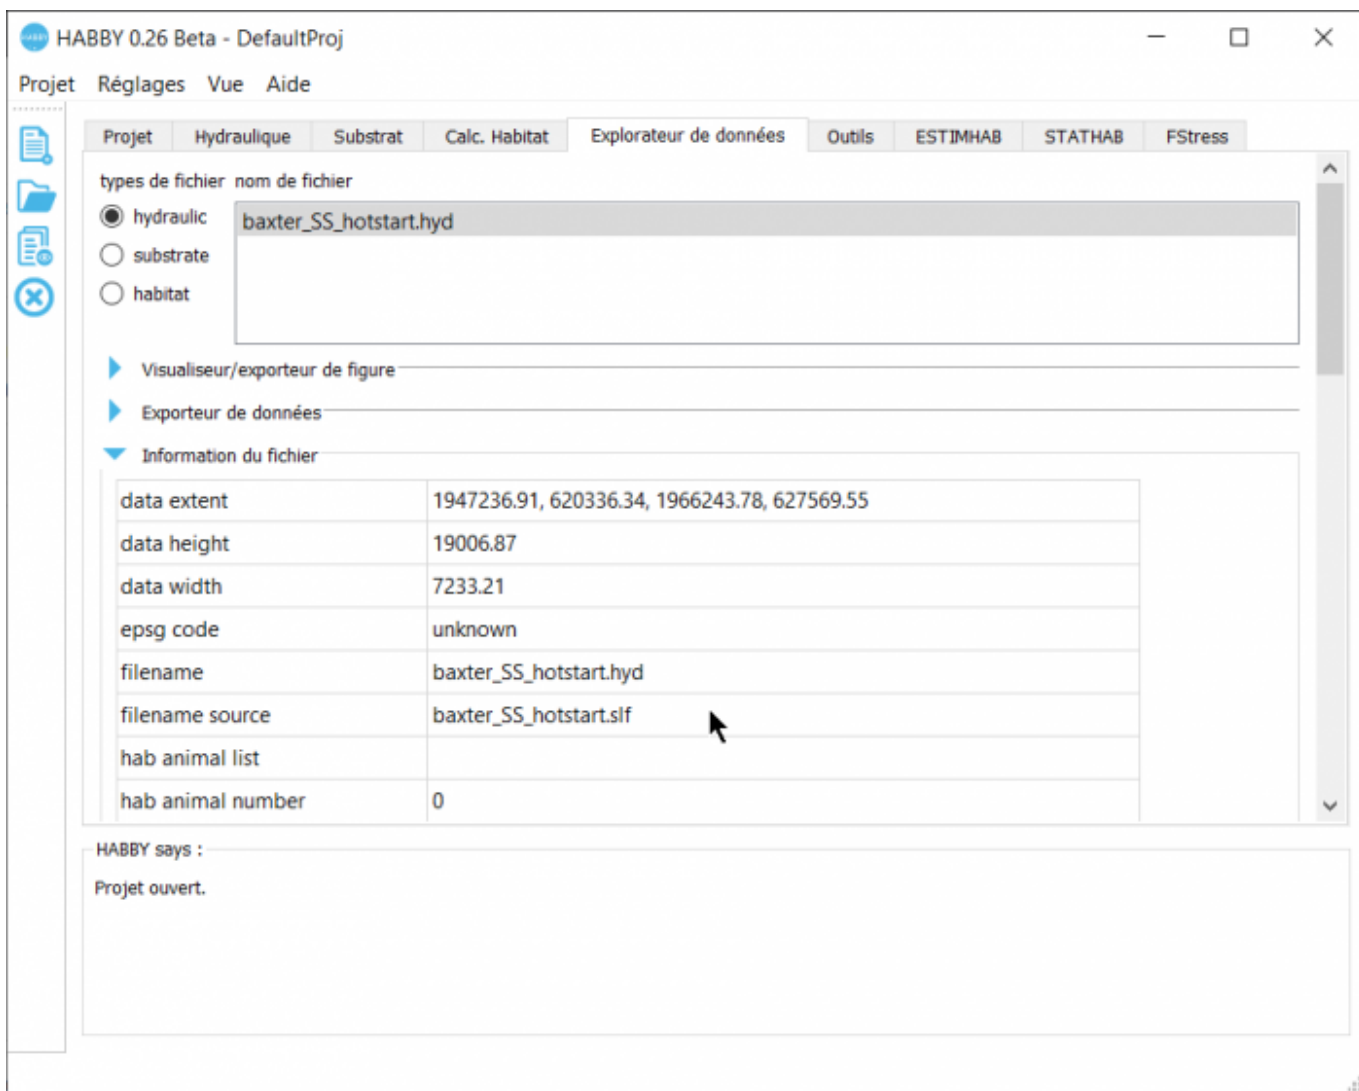 HABBY 0.26 Beta - DefaultProj
Projet Réglages Vue Aide
Projet Hydraulique Substrat Calc. Habitat Explorateur de données Outils ESTIMHAB STATHAB FStress
types de fichier nom de fichier
hydraulic baxter_SS_hotstart.hyd
substrate
habitat
Visualiseur/exporteur de figure
Exporteur de données
Information du fichier
data extent 1947236.91, 620336.34, 1966243.78, 627569.55
data height 19006.87
data width 7233.21
epsg code unknown
filename baxter_SS_hotstart.hyd
filename source baxter_SS_hotstart.slf
hab animal list
hab animal number 0
HABBY says :
Projet ouvert.